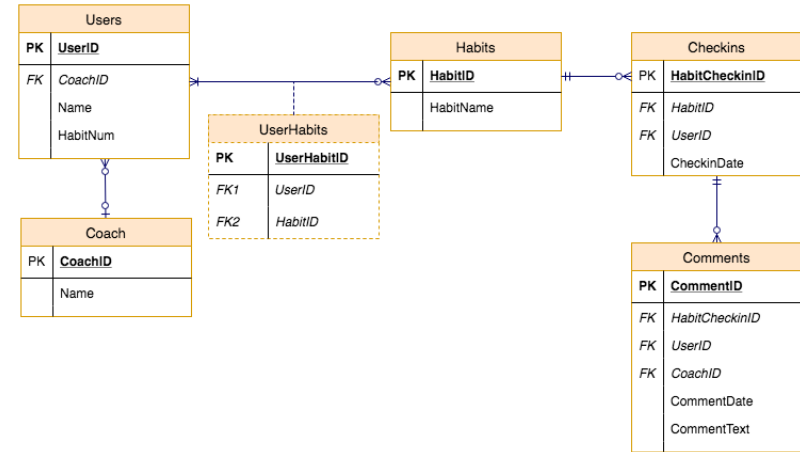 Users
PK UserID
FK CoachID
Name
HabitNum
Habits
PK HabitID
HabitName
Checkins
PK HabitCheckinID
FK HabitID
FK UserID
CheckinDate
UserHabits
PK UserHabitID
FK1 UserID
FK2 HabitID
Coach
PK CoachID
Name
Comments
PK CommentID
FK HabitCheckinID
FK UserID
FK CoachID
CommentDate
CommentText